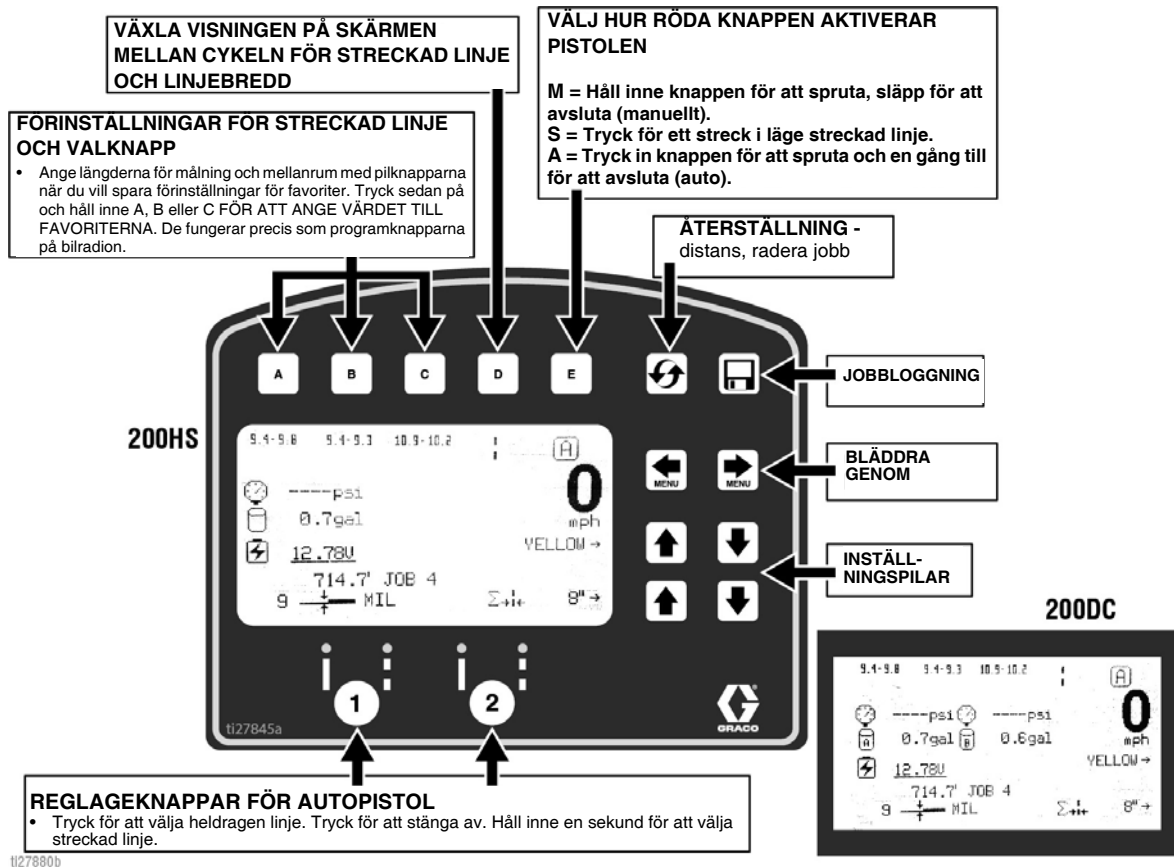 VÄXLA VISNINGEN PÅ SKÄRMEN
MELLAN CYKELN FÖR STRECKAD LINJE
OCH LINJEBREDD
VÄLJ HUR RÖDA KNAPPEN AKTIVERAR
PISTOLEN
M = Håll inne knappen för att spruta, släpp för att
avsluta (manuellt).
S = Tryck för ett streck i läge streckad linje.
A = Tryck in knappen för att spruta och en gång till
för att avsluta (auto).
FÖRINSTÄLLNINGAR FÖR STRECKAD LINJE
OCH VALKNAPP
• Ange längderna för målning och mellanrum med pilknapparna
när du vill spara förinställningar för favoriter. Tryck sedan på
och håll inne A, B eller C FÖR ATT ANGE VÄRDET TILL
FAVORITERNA. De fungerar precis som programknapparna
på bilradion.
ÅTERSTÄLLNING -
distans, radera jobb
A B C D E
JOBBLOGGNING
200HS
9.4-9.8 9.4-9.3 10.9-10.2
A
0
mph
----psi
0.7gal
YELLOW →
12.78V
714.7' JOB 4
9 MIL Σ 8" →
MENU MENU
BLÄDDRA
GENOM
INSTÄLL-
NINGSPILAR
1 2
GRACO
ti27845a
200DC
9.4-9.8 9.4-9.3 10.9-10.2
A
0
mph
----psi ----psi
A 0.7gal B 0.6gal
YELLOW →
12.78V
714.7' JOB 4
9 MIL Σ 8" →
REGLAGEKNAPPAR FÖR AUTOPISTOL
• Tryck för att välja heldragen linje. Tryck för att stänga av. Håll inne en sekund för att välja
streckad linje.
ti27880b